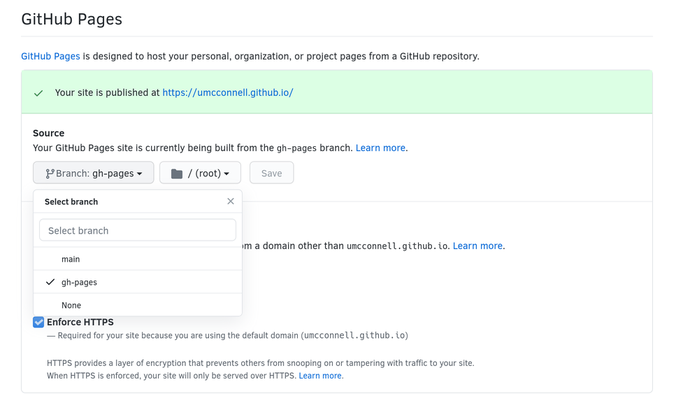 GitHub Pages
GitHub Pages is designed to host your personal, organization, or project pages from a GitHub repository.
Your site is published at https://umcconnell.github.io/
Source
Your GitHub Pages site is currently being built from the gh-pages branch. Learn more.
Branch: gh-pages / (root) Save
Select branch
Select branch
om a domain other than umcconnell.github.io. Learn more.
main
gh-pages
None
Enforce HTTPS
— Required for your site because you are using the default domain (umcconnell.github.io)
HTTPS provides a layer of encryption that prevents others from snooping on or tampering with traffic to your site.
When HTTPS is enforced, your site will only be served over HTTPS. Learn more.